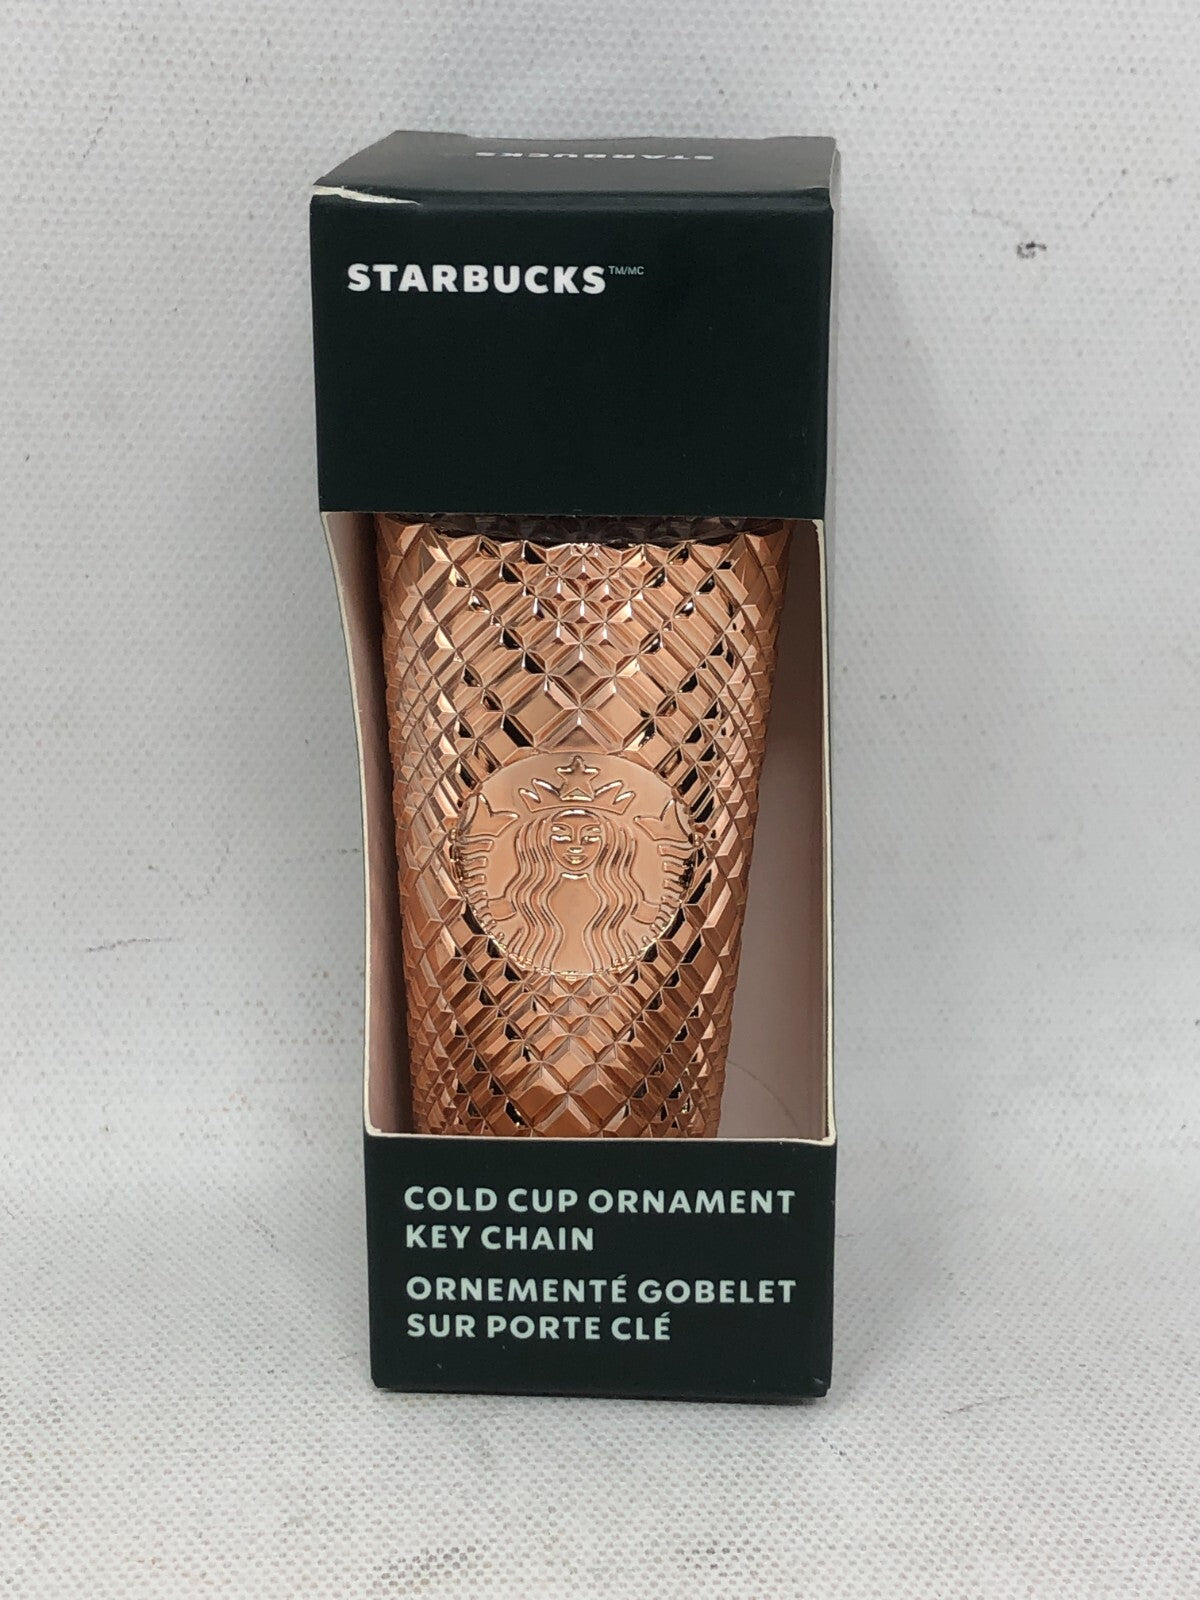 STARBUCKS
STARBUCKS™/MC
COLD CUP ORNAMENT
KEY CHAIN
ORNEMENTÉ GOBELET
SUR PORTE CLÉ